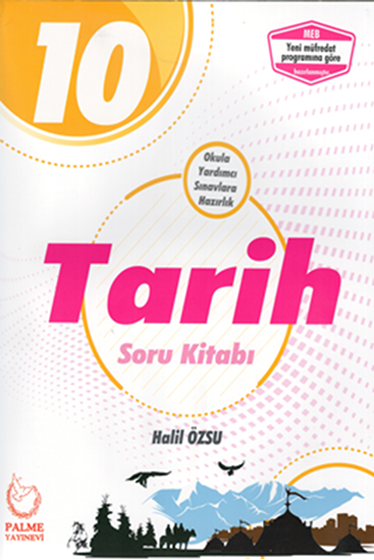 10
MEB
Yeni müfredat
programına göre
hazırlanmıştır.
Okula
Yardımcı
Sınavlara
Hazırlık
Tarih
Soru Kitabı
Halil ÖZSU
PALME
YAYINEVİ